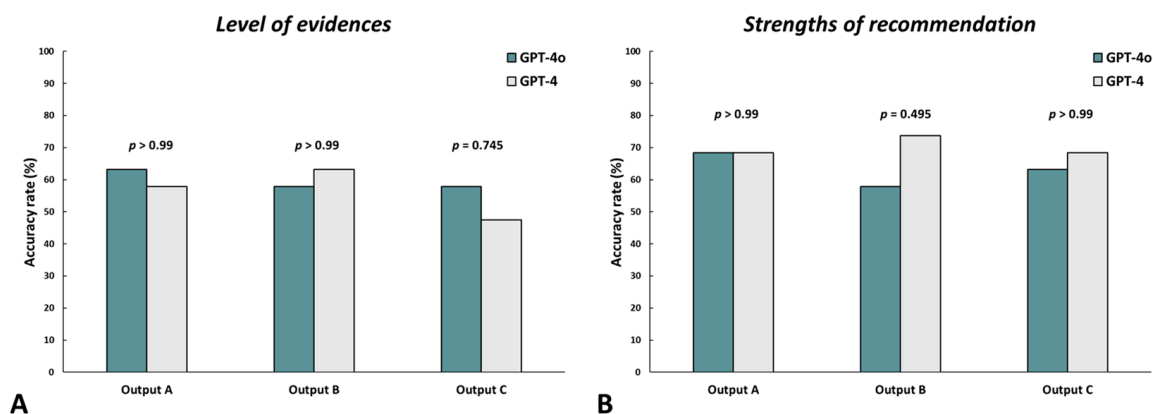 Level of evidences
GPT-4o
GPT-4
Accuracy rate (%)
100
90
80
70
60
50
40
30
20
10
0
p > 0.99
p > 0.99
p = 0.745
Output A
Output B
Output C
A
Strengths of recommendation
GPT-4o
GPT-4
Accuracy rate (%)
100
90
80
70
60
50
40
30
20
10
0
p > 0.99
p = 0.495
p > 0.99
Output A
Output B
Output C
B